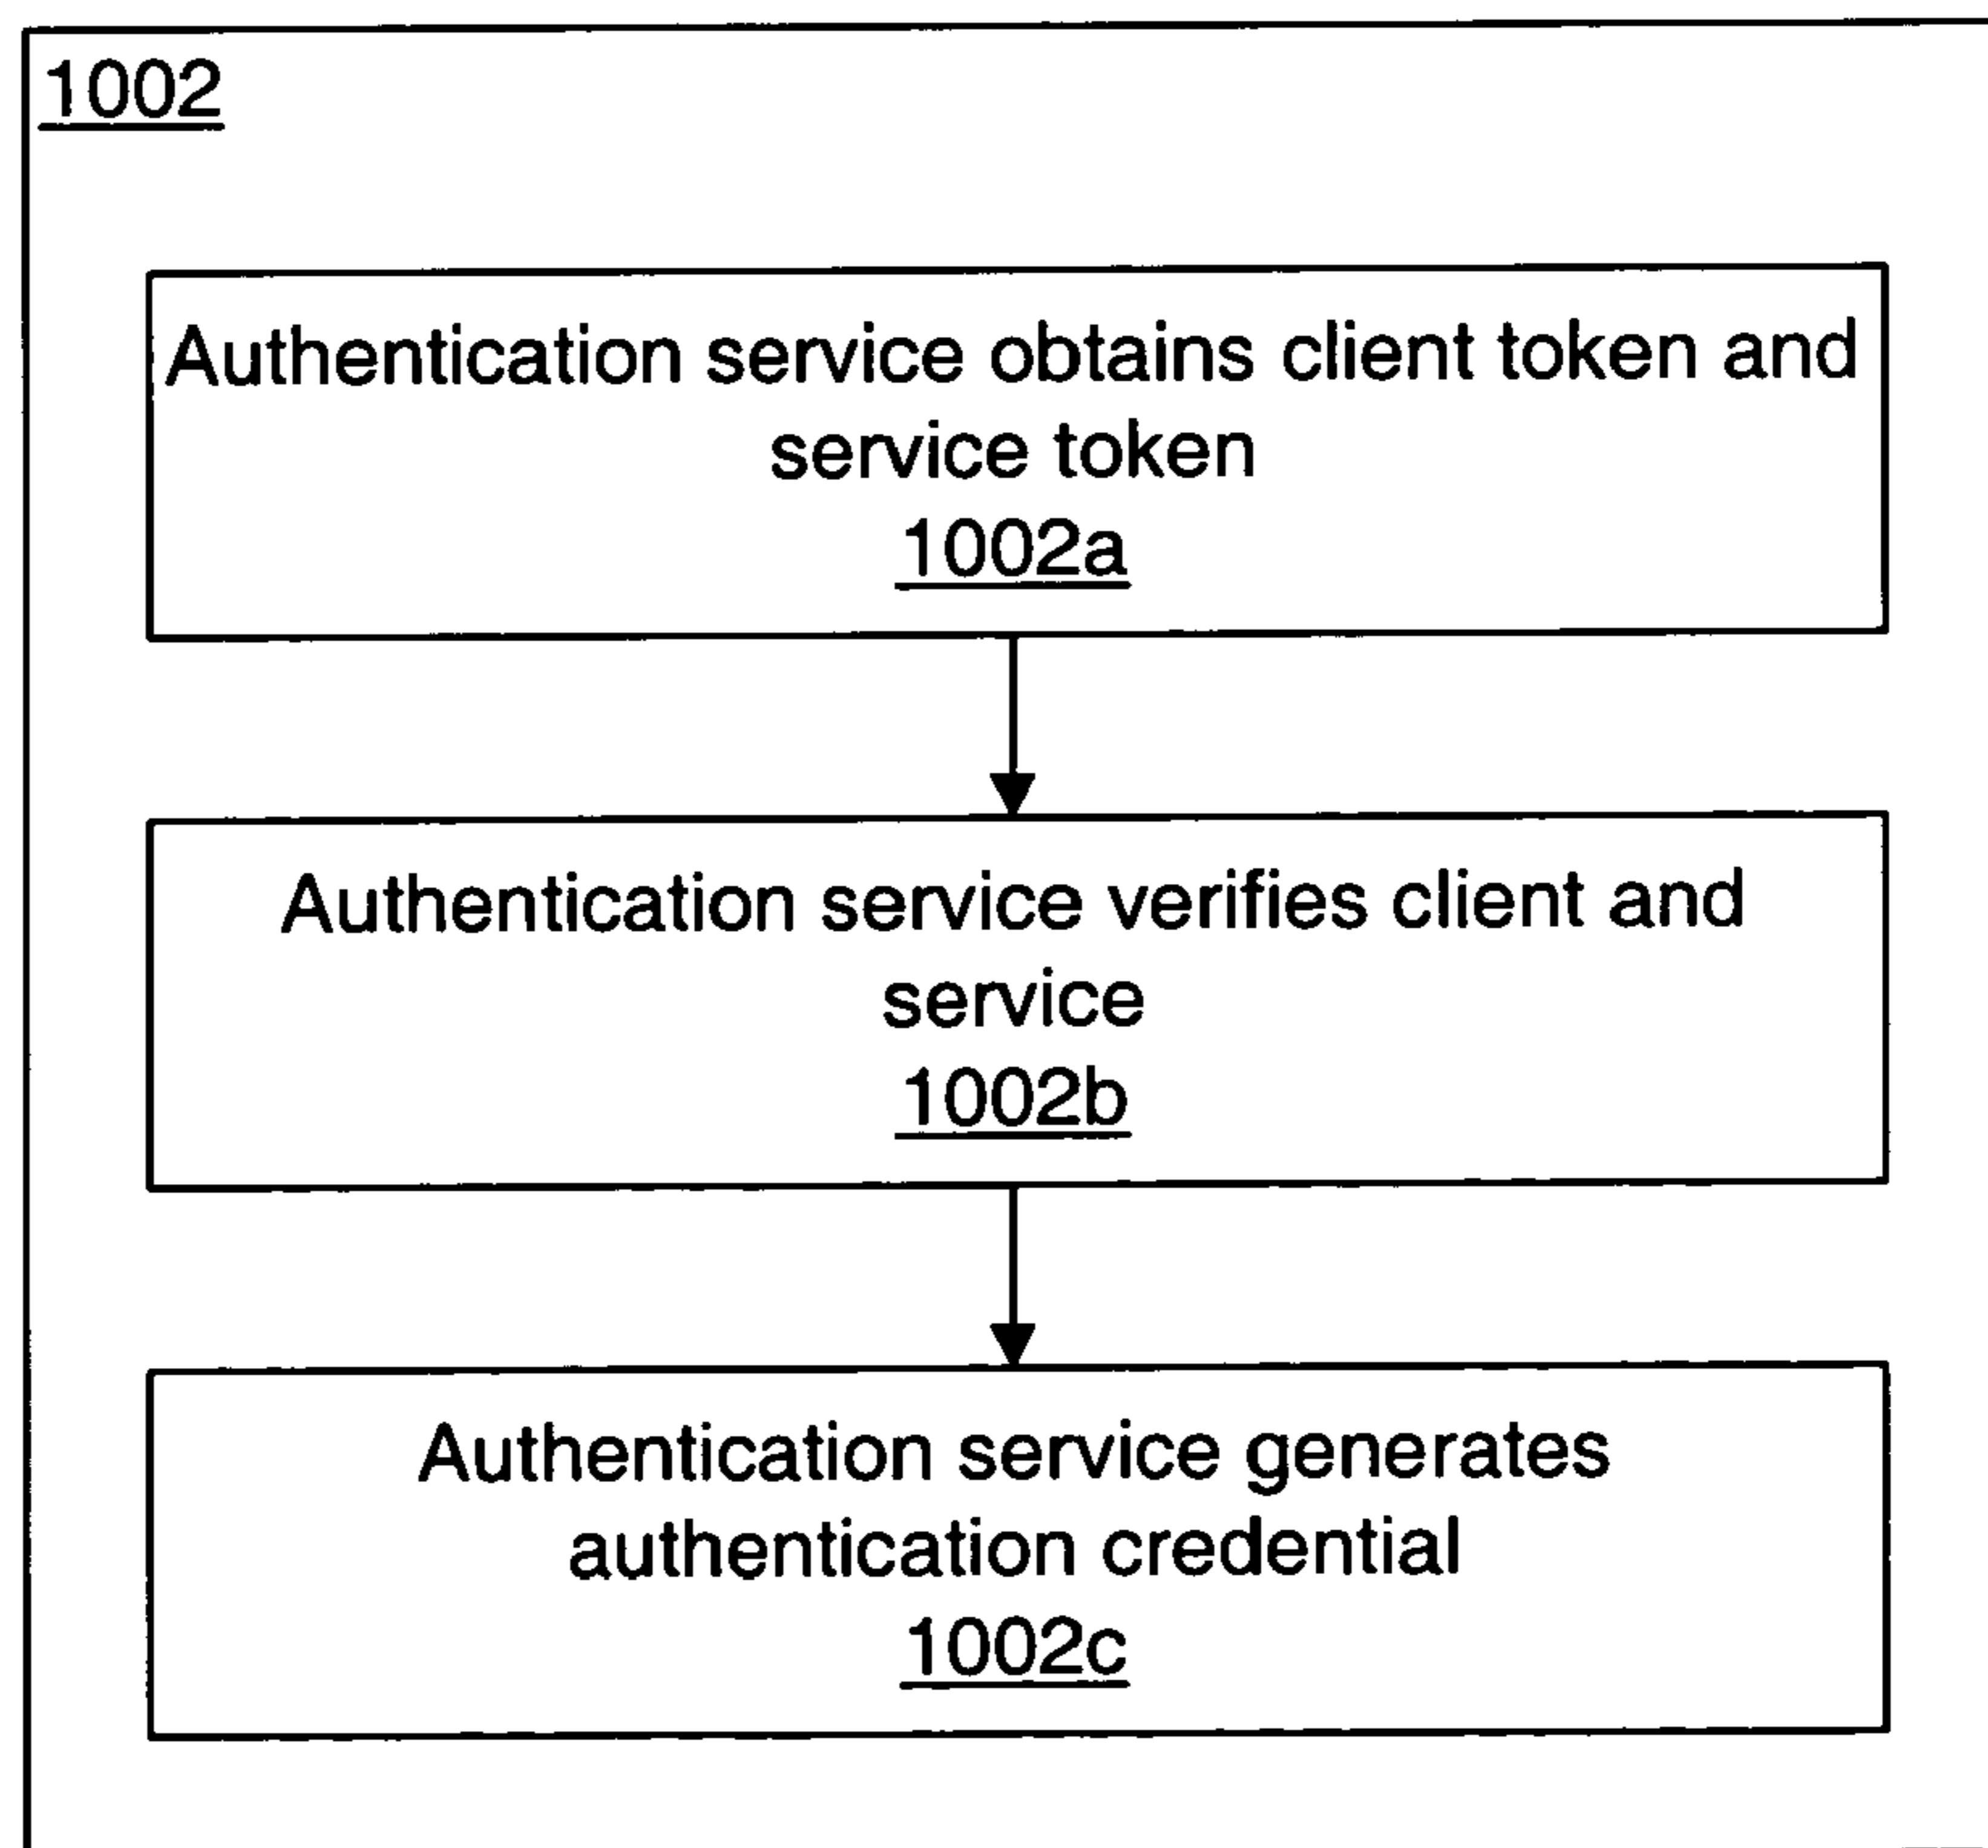 1002
Authentication service obtains client token and
service token
1002a
Authentication service verifies client and
service
1002b
Authentication service generates
authentication credential
1002c